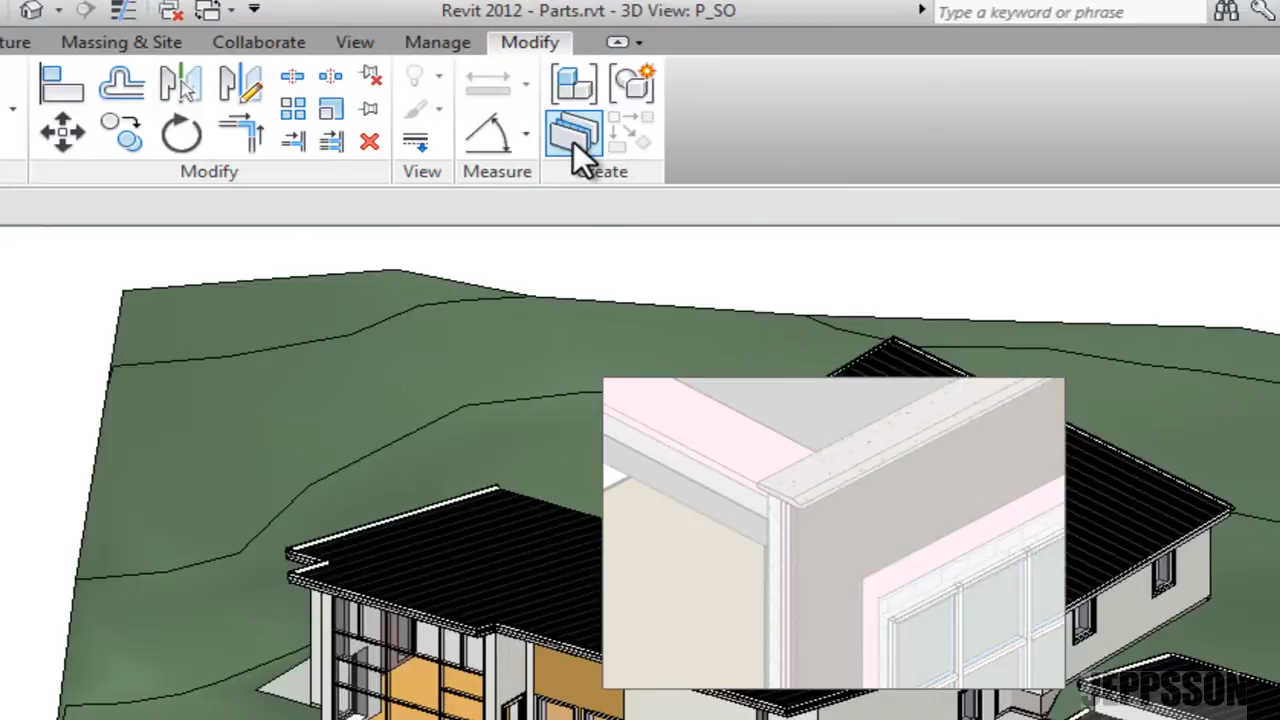 Revit 2012 - Parts.rvt - 3D View: P_SO
Type a keyword or phrase
ture Massing & Site Collaborate View Manage Modify
Modify View Measure eate
JEPPSSON